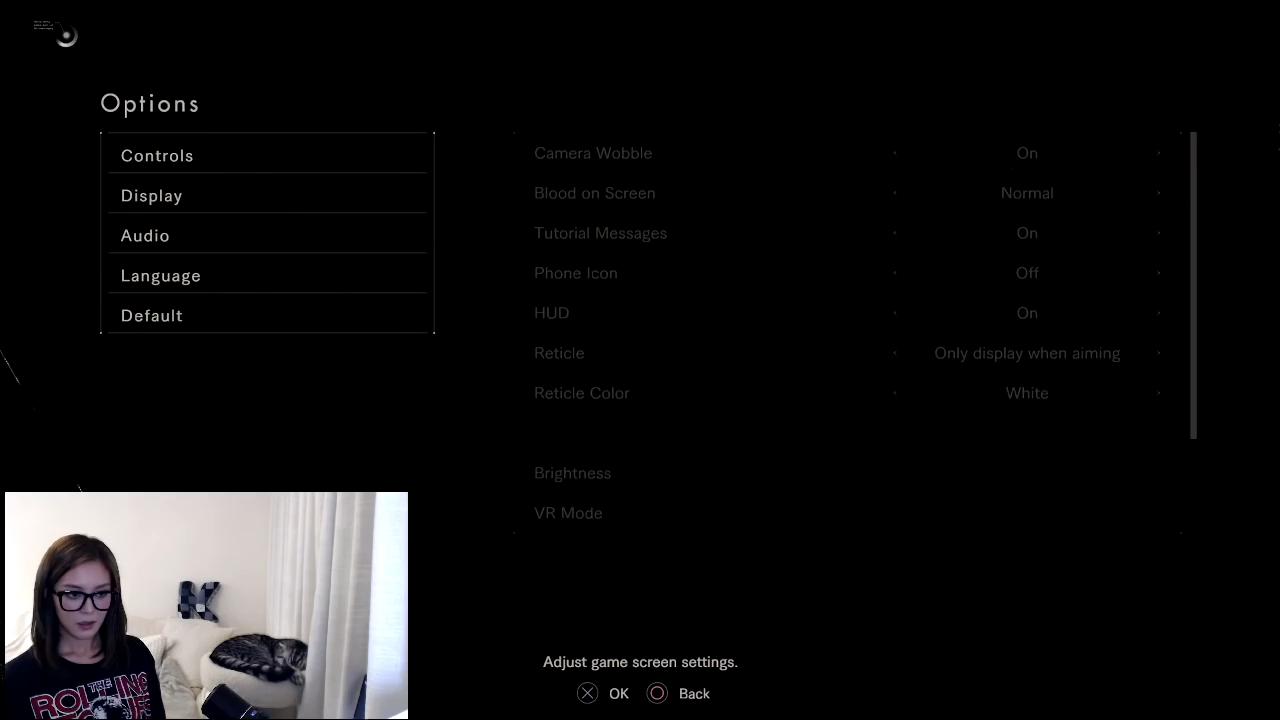 Options
Controls
Display
Audio
Language
Default
Camera Wobble On
Blood on Screen Normal
Tutorial Messages On
Phone Icon Off
HUD On
Reticle Only display when aiming
Reticle Color White
Brightness
VR Mode
K
THE
Adjust game screen settings.
OK Back